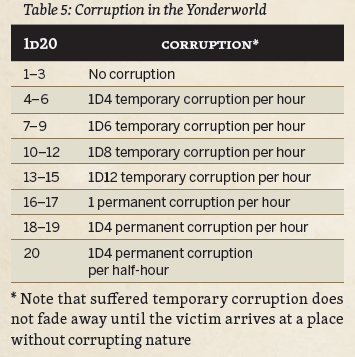 Table 5: Corruption in the Yonderworld
1D20 CORRUPTION*
1–3 No corruption
4–6 1D4 temporary corruption per hour
7–9 1D6 temporary corruption per hour
10–12 1D8 temporary corruption per hour
13–15 1D12 temporary corruption per hour
16–17 1 permanent corruption per hour
18–19 1D4 permanent corruption per hour
20 1D4 permanent corruption
per half-hour
* Note that suffered temporary corruption does
not fade away until the victim arrives at a place
without corrupting nature